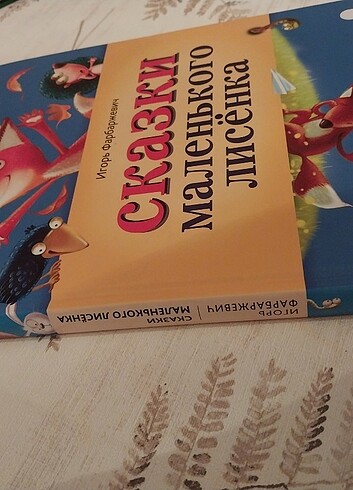 Игорь Фарбаржевич
СКАЗКИ
маленького
лисёнка
ИГОРЬ
ФАРБАРЖЕВИЧ
СКАЗКИ
МАЛЕНЬКОГО ЛИСЁНКА